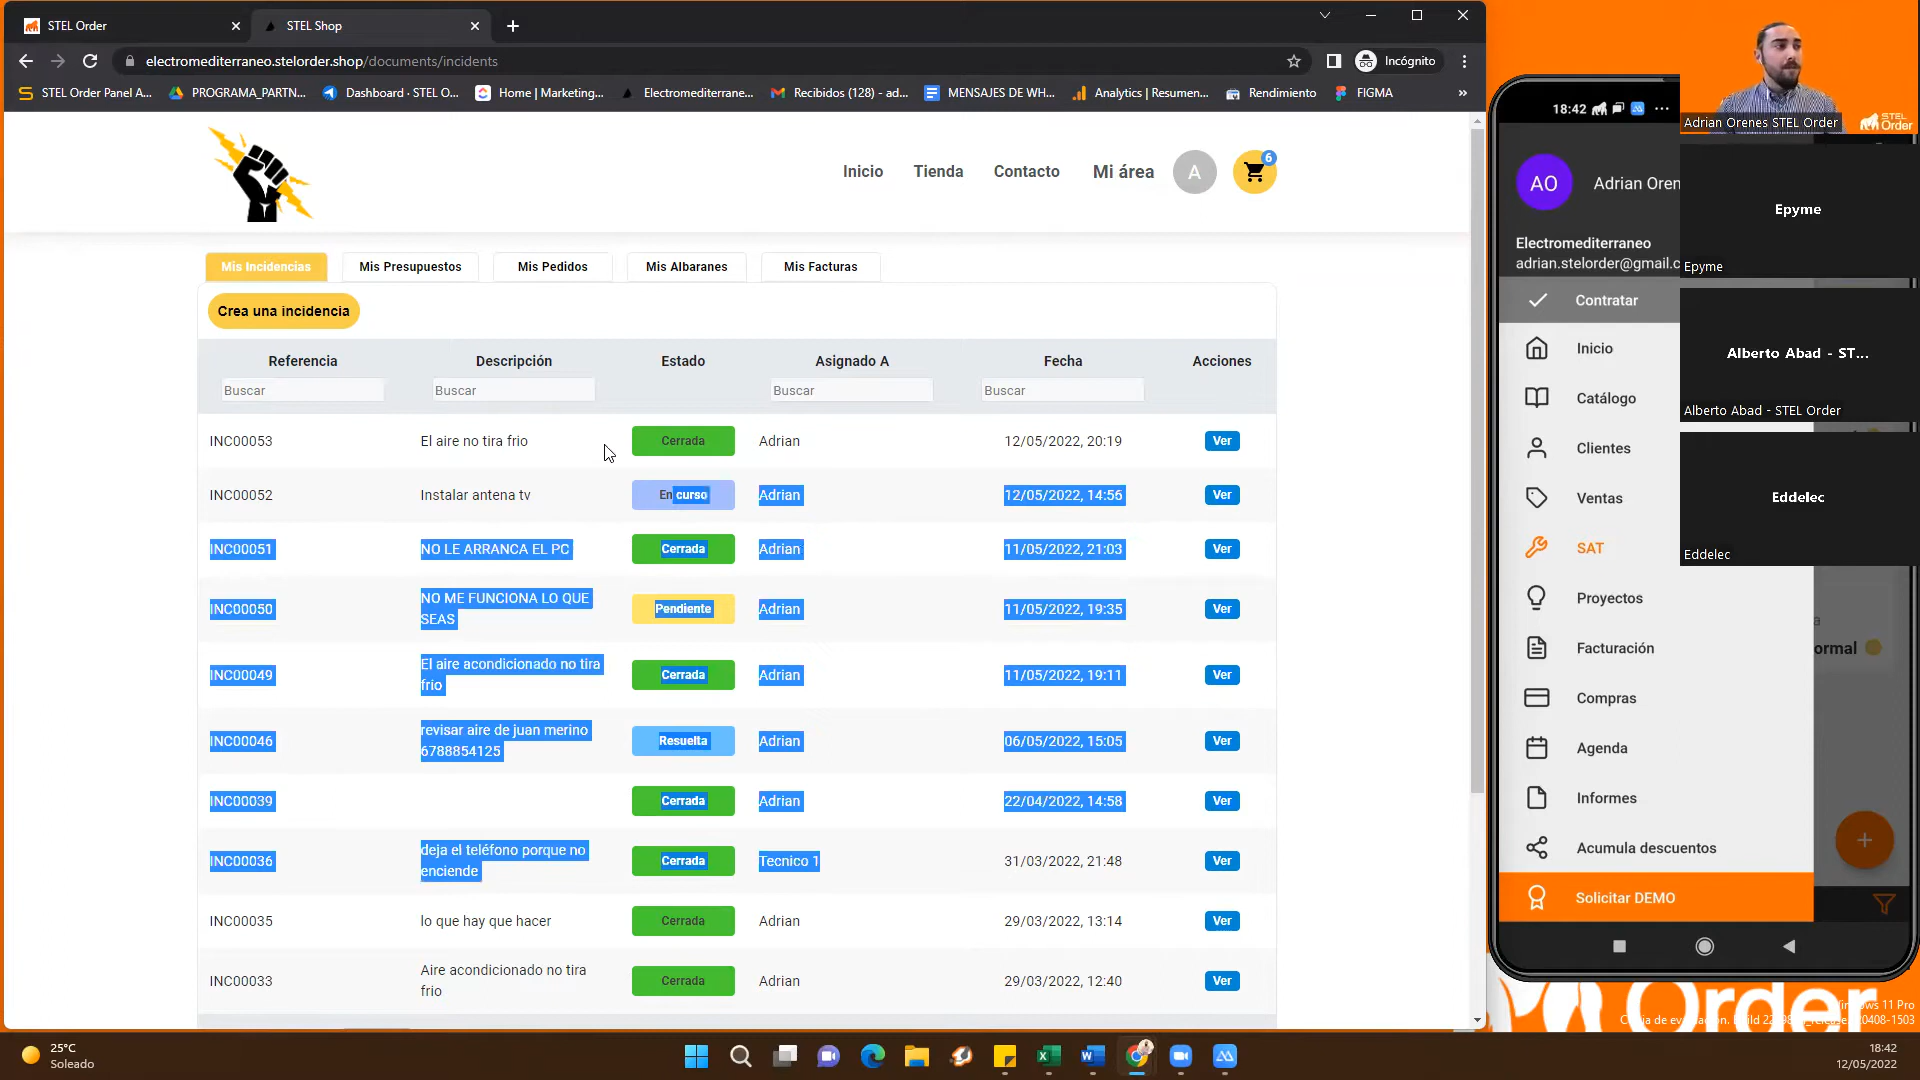 STEL Order
STEL Shop
electromediterraneo.stelorder.shop/documents/incidents
Incógnito
STEL Order Panel A...
PROGRAMA_PARTN...
Dashboard · STEL O...
Home | Marketing...
Electromediterrane...
Recibidos (128) - ad...
MENSAJES DE WH...
Analytics | Resumen...
Rendimiento
FIGMA
»
Inicio
Tienda
Contacto
Mi área
A
6
Mis Incidencias
Mis Presupuestos
Mis Pedidos
Mis Albaranes
Mis Facturas
Crea una incidencia
Referencia
Descripción
Estado
Asignado A
Fecha
Acciones
Buscar
Buscar
Buscar
Buscar
INC00053
El aire no tira frio
Cerrada
Adrian
12/05/2022, 20:19
Ver
INC00052
Instalar antena tv
En curso
Adrian
12/05/2022, 14:56
Ver
INC00051
NO LE ARRANCA EL PC
Cerrada
Adrian
11/05/2022, 21:03
Ver
INC00050
NO ME FUNCIONA LO QUE
SEAS
Pendiente
Adrian
11/05/2022, 19:35
Ver
INC00049
El aire acondicionado no tira
frio
Cerrada
Adrian
11/05/2022, 19:11
Ver
INC00046
revisar aire de juan merino
6788854125
Resuelta
Adrian
06/05/2022, 15:05
Ver
INC00039
Cerrada
Adrian
22/04/2022, 14:58
Ver
INC00036
deja el teléfono porque no
enciende
Cerrada
Tecnico 1
31/03/2022, 21:48
Ver
INC00035
lo que hay que hacer
Cerrada
Adrian
29/03/2022, 13:14
Ver
INC00033
Aire acondicionado no tira
frio
Cerrada
Adrian
29/03/2022, 12:40
Ver
18:42
AO
Adrian Oren
Electromediterraneo
adrian.stelorder@gmail.c
Contratar
Inicio
Catálogo
Clientes
Ventas
SAT
Proyectos
Facturación
Compras
Agenda
Informes
Acumula descuentos
Solicitar DEMO
ormal
Adrian Orenes STEL Order
STEL
Order
Epyme
Epyme
Alberto Abad - ST...
Alberto Abad - STEL Order
Eddelec
Eddelec
Order
indows 11 Pro
25°C
Soleado
18:42
12/05/2022